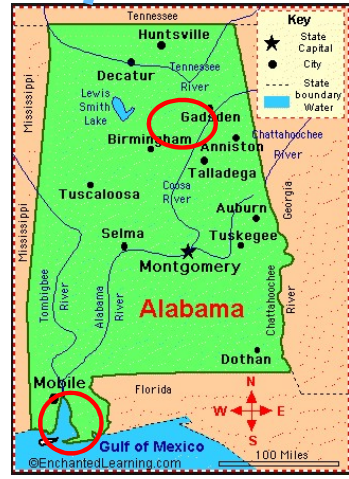 Tennessee
Key
State
Capital
City
State
boundary
Water
Huntsville
Decatur
Tennessee
River
Lewis
Smith
Lake
Gadsden
Birmingham
Anniston
Chattahoochee
River
Talladega
Mississippi
Coosa
River
Tuscaloosa
Auburn
Georgia
Selma
Tuskegee
Montgomery
Mississippi
Tombigbee
River
Alabama
River
Alabama
Chattahoochee
River
Dothan
Mobile
Florida
N
W
E
S
Gulf of Mexico
100 Miles
©EnchantedLearning.com